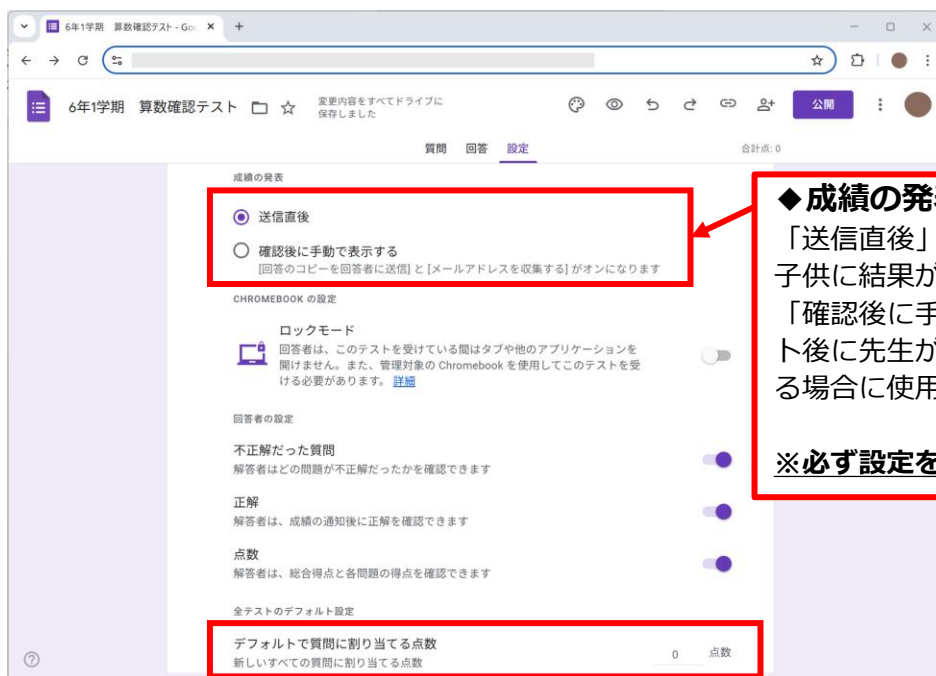 6年1学期 算数確認テスト - Goo
6年1学期 算数確認テスト
変更内容をすべてドライブに
保存しました
公開
質問 回答 設定
合計点: 0
成績の発表
送信直後
確認後に手動で表示する
[回答のコピーを回答者に送信] と [メールアドレスを収集する] がオンになります
CHROMEBOOK の設定
ロックモード
回答者は、このテストを受けている間はタブや他のアプリケーションを
開けません。また、管理対象の Chromebook を使用してこのテストを受
ける必要があります。 詳細
回答者の設定
不正解だった質問
解答者はどの問題が不正解だったかを確認できます
正解
解答者は、成績の通知後に正解を確認できます
点数
解答者は、総合得点と各問題の得点を確認できます
全テストのデフォルト設定
デフォルトで質問に割り当てる点数
新しいすべての質問に割り当てる点数
0 点数
◆成績の発
「送信直後」
子供に結果が
「確認後に手
ト後に先生が
る場合に使用
※必ず設定を